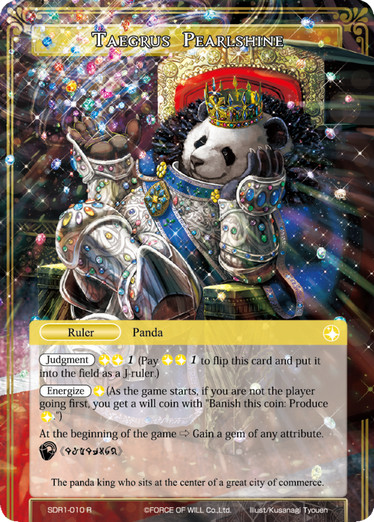 Taegrus Pearlshine
Ruler Panda
Judgment 1 (Pay 1 to flip this card and put it
into the field as a J-ruler.)
Energize (As the game starts, if you are not the player
going first, you get a will coin with "Banish this coin: Produce
.")
At the beginning of the game ⇨ Gain a gem of any attribute.
The panda king who sits at the center of a great city of commerce.
SDR1-010 R ©FORCE OF WILL Co.,Ltd. Illust/Kusanagi Tyouen